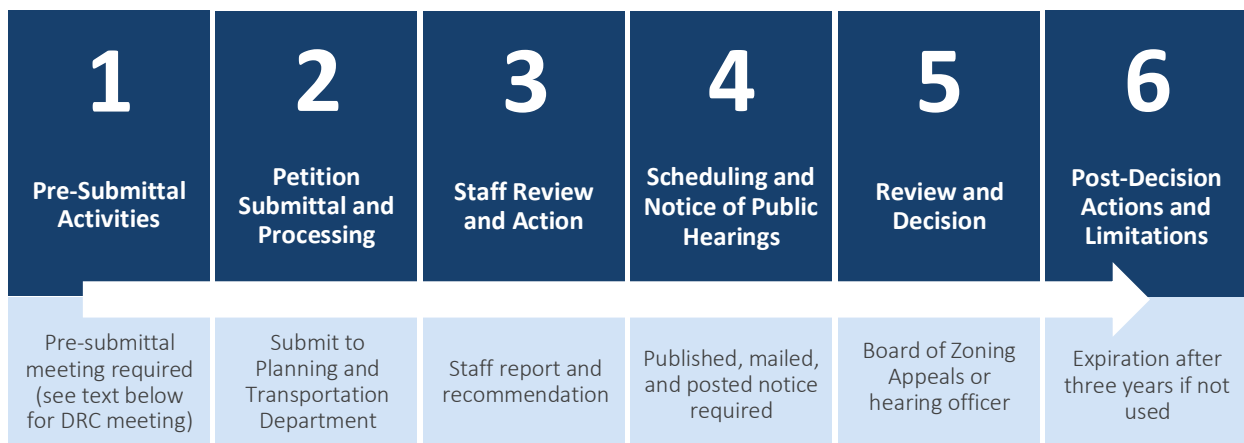 1
Pre-Submittal
Activities
Pre-submittal
meeting required
(see text below
for DRC meeting)
2
Petition
Submittal and
Processing
Submit to
Planning and
Transportation
Department
3
Staff Review
and Action
Staff report and
recommendation
4
Scheduling and
Notice of Public
Hearings
Published, mailed,
and posted notice
required
5
Review and
Decision
Board of Zoning
Appeals or
hearing officer
6
Post-Decision
Actions and
Limitations
Expiration after
three years if not
used